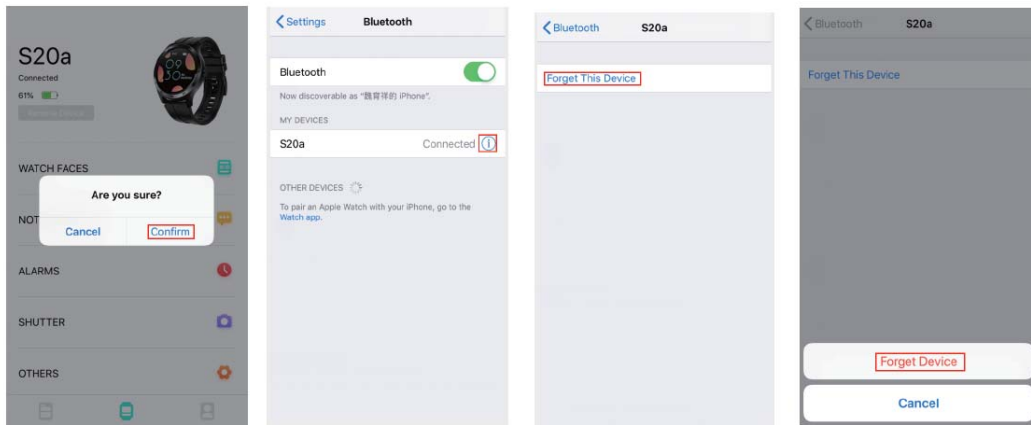 S20a
Connected
61%
Remove Device
WATCH FACES
Are you sure?
NOT
Cancel
Confirm
ALARMS
SHUTTER
OTHERS
Settings
Bluetooth
Bluetooth
Now discoverable as “魏育祥的 iPhone”.
MY DEVICES
S20a
Connected
OTHER DEVICES
To pair an Apple Watch with your iPhone, go to the
Watch app.
Bluetooth
S20a
Forget This Device
Bluetooth
S20a
Forget This Device
Forget Device
Cancel